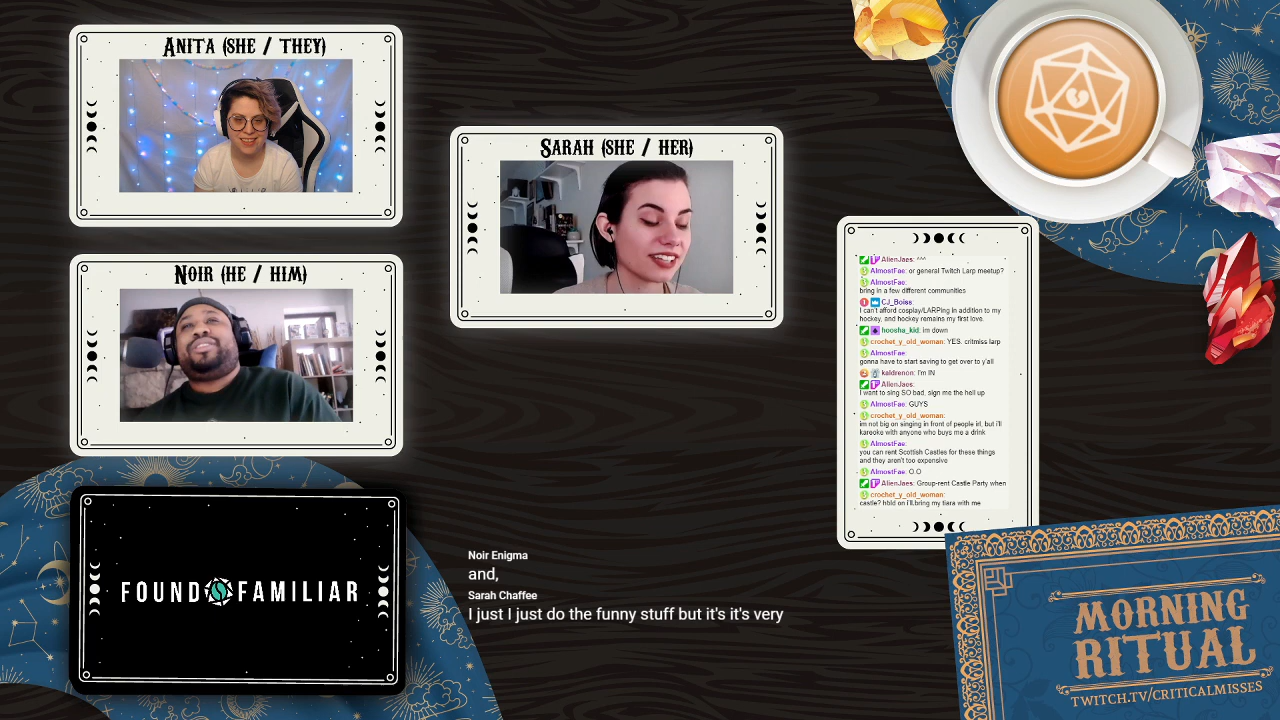 ANITA (SHE / THEY)
SARAH (SHE / HER)
NOIR (HE / HIM)
FOUND FAMILIAR
Noir Enigma
and,
Sarah Chaffee
I just I just do the funny stuff but it's it's very
AlienJaes: ^^^
AlmostFae: or general Twitch Larp meetup?
AlmostFae:
bring in a few different communities
CJ_Boiss:
I can't afford cosplay/LARPing in addition to my
hockey, and hockey remains my first love.
hoosha_kid: im down
crochet_y_old_woman: YES. critmiss larp
AlmostFae:
gonna have to start saving to get over to y'all
kaldrenon: I'm IN
AlienJaes:
I want to sing SO bad, sign me the hell up
AlmostFae: GUYS
crochet_y_old_woman:
im not big on singing in front of people irl, but i'll
kareoke with anyone who buys me a drink
AlmostFae:
you can rent Scottish Castles for these things
and they aren't too expensive
AlmostFae: O.O
AlienJaes: Group-rent Castle Party when
crochet_y_old_woman:
castle? hbld on i'll.bring my tiara with me
MORNING
RITUAL
TWITCH.TV/CRITICALMISSES